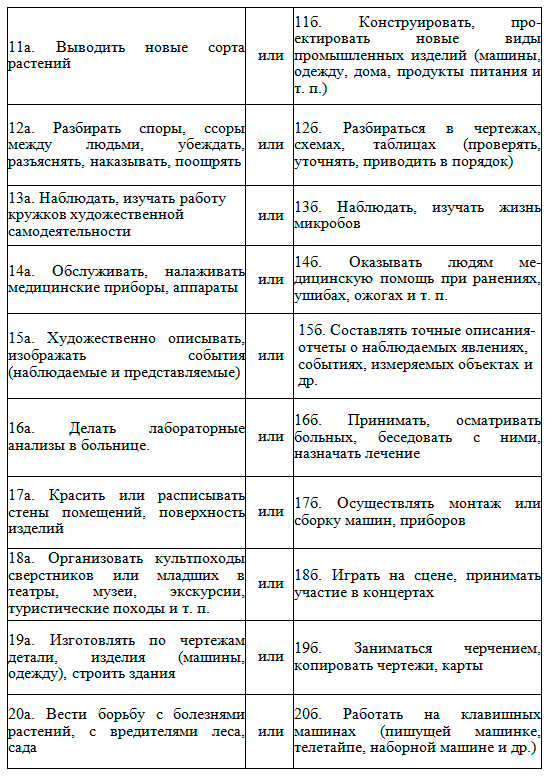 11а. Выводить новые сорта
растений
или
11б. Конструировать, про-
ектировать новые виды
промышленных изделий (машины,
одежду, дома, продукты питания и
т. п.)
12а. Разбирать споры, ссоры
между людьми, убеждать,
разъяснять, наказывать, поощрять
или
12б. Разбираться в чертежах,
схемах, таблицах (проверять,
уточнять, приводить в порядок)
13а. Наблюдать, изучать работу
кружков художественной
самодеятельности
или
13б. Наблюдать, изучать жизнь
микробов
14а. Обслуживать, налаживать
медицинские приборы, аппараты
или
14б. Оказывать людям ме-
дицинскую помощь при ранениях,
ушибах, ожогах и т. п.
15а. Художественно описывать,
изображать события
(наблюдаемые и представляемые)
или
15б. Составлять точные описания-
отчеты о наблюдаемых явлениях,
событиях, измеряемых объектах и
др.
16а. Делать лабораторные
анализы в больнице.
или
16б. Принимать, осматривать
больных, беседовать с ними,
назначать лечение
17а. Красить или расписывать
стены помещений, поверхность
изделий
или
17б. Осуществлять монтаж или
сборку машин, приборов
18а. Организовать культпоходы
сверстников или младших в
театры, музеи, экскурсии,
туристические походы и т. п.
или
18б. Играть на сцене, принимать
участие в концертах
19а. Изготовлять по чертежам
детали, изделия (машины,
одежду), строить здания
или
19б. Заниматься черчением,
копировать чертежи, карты
20а. Вести борьбу с болезнями
растений, с вредителями леса,
сада
или
20б. Работать на клавишных
машинах (пишущей машинке,
телетайпе, наборной машине и др.)